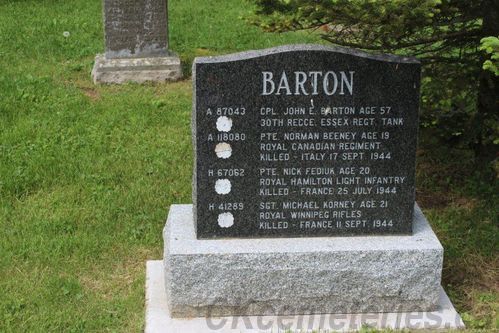 BARTON
A 87043 CPL. JOHN E. BARTON AGE 57
30TH RECCE. ESSEX REGT. TANK
A 118080 PTE. NORMAN BEENEY AGE 19
ROYAL CANADIAN REGIMENT
KILLED - ITALY 17 SEPT. 1944
H 67062 PTE. NICK FEDIUK AGE 20
ROYAL HAMILTON LIGHT INFANTRY
KILLED - FRANCE 25 JULY 1944
H 41289 SGT. MICHAEL KORNEY AGE 21
ROYAL WINNIPEG RIFLES
KILLED - FRANCE 11 SEPT. 1944
CKcemeteries.ca